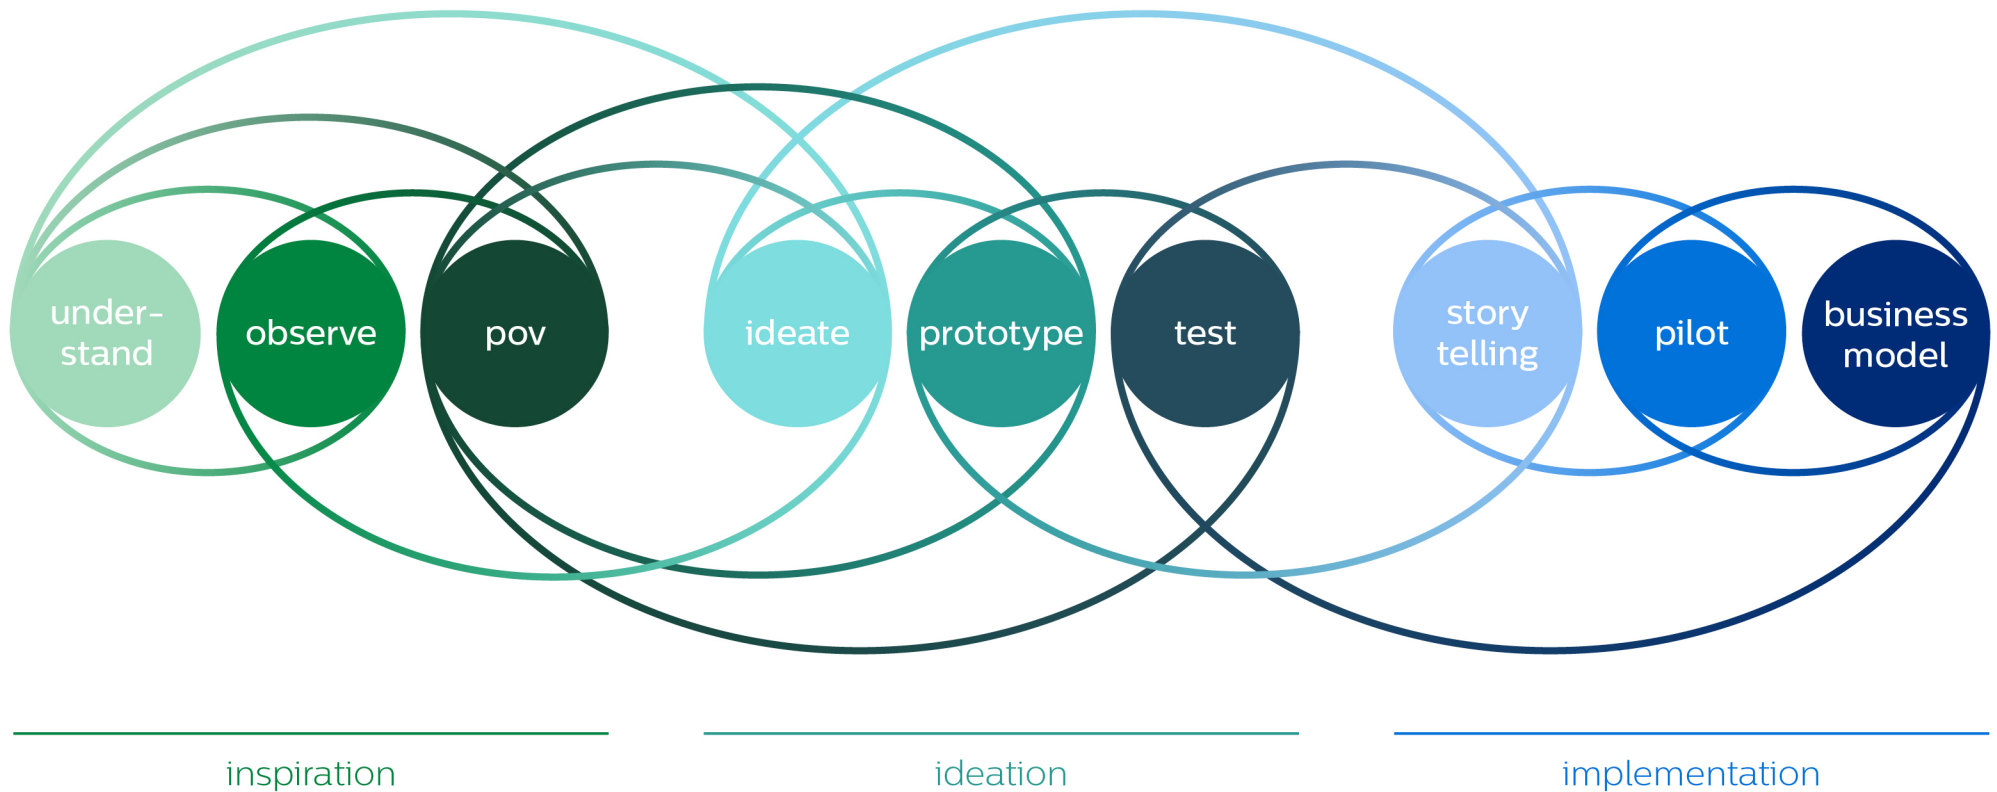 under-
stand
observe
pov
ideate
prototype
test
story
telling
pilot
business
model
inspiration
ideation
implementation